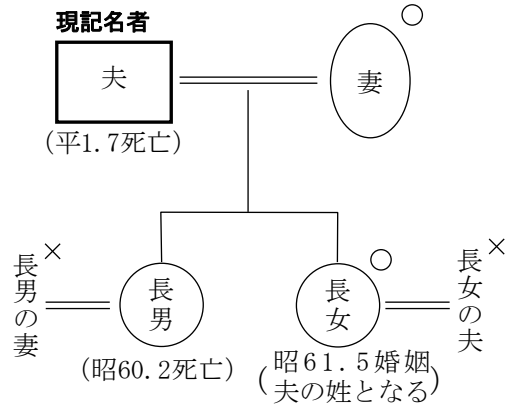 現記名者
夫
妻
(平1.7死亡)
長男の妻
×
長男
長女
長女の夫
×
(昭60.2死亡)
(昭61.5婚姻
夫の姓となる)